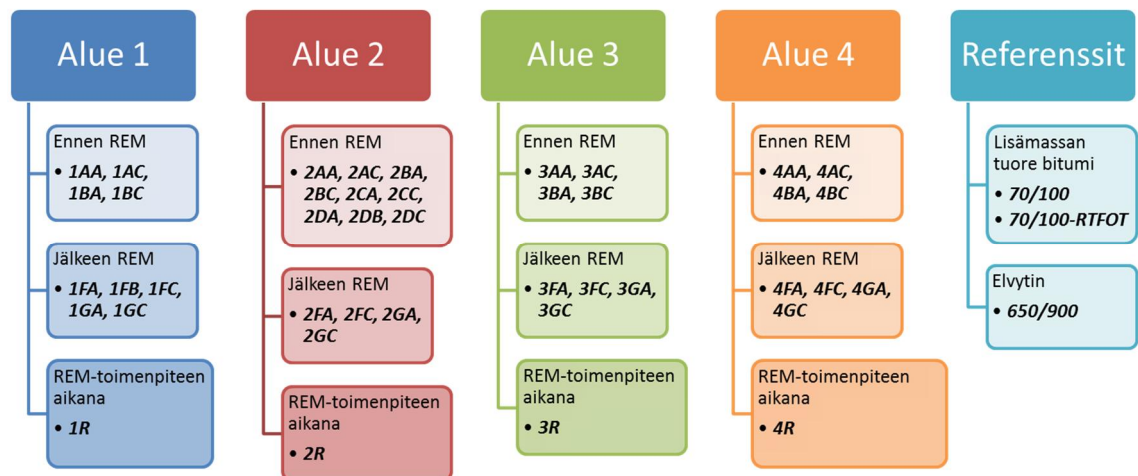 Alue 1
Ennen REM
• 1AA, 1AC,
1BA, 1BC
Jälkeen REM
• 1FA, 1FB, 1FC,
1GA, 1GC
REM-toimenpiteen
aikana
• 1R
Alue 2
Ennen REM
• 2AA, 2AC, 2BA,
2BC, 2CA, 2CC,
2DA, 2DB, 2DC
Jälkeen REM
• 2FA, 2FC, 2GA,
2GC
REM-toimenpiteen
aikana
• 2R
Alue 3
Ennen REM
• 3AA, 3AC,
3BA, 3BC
Jälkeen REM
• 3FA, 3FC, 3GA,
3GC
REM-toimenpiteen
aikana
• 3R
Alue 4
Ennen REM
• 4AA, 4AC,
4BA, 4BC
Jälkeen REM
• 4FA, 4FC, 4GA,
4GC
REM-toimenpiteen
aikana
• 4R
Referenssit
Lisämassan
tuore bitumi
• 70/100
• 70/100-RTFOT
Elvytin
• 650/900